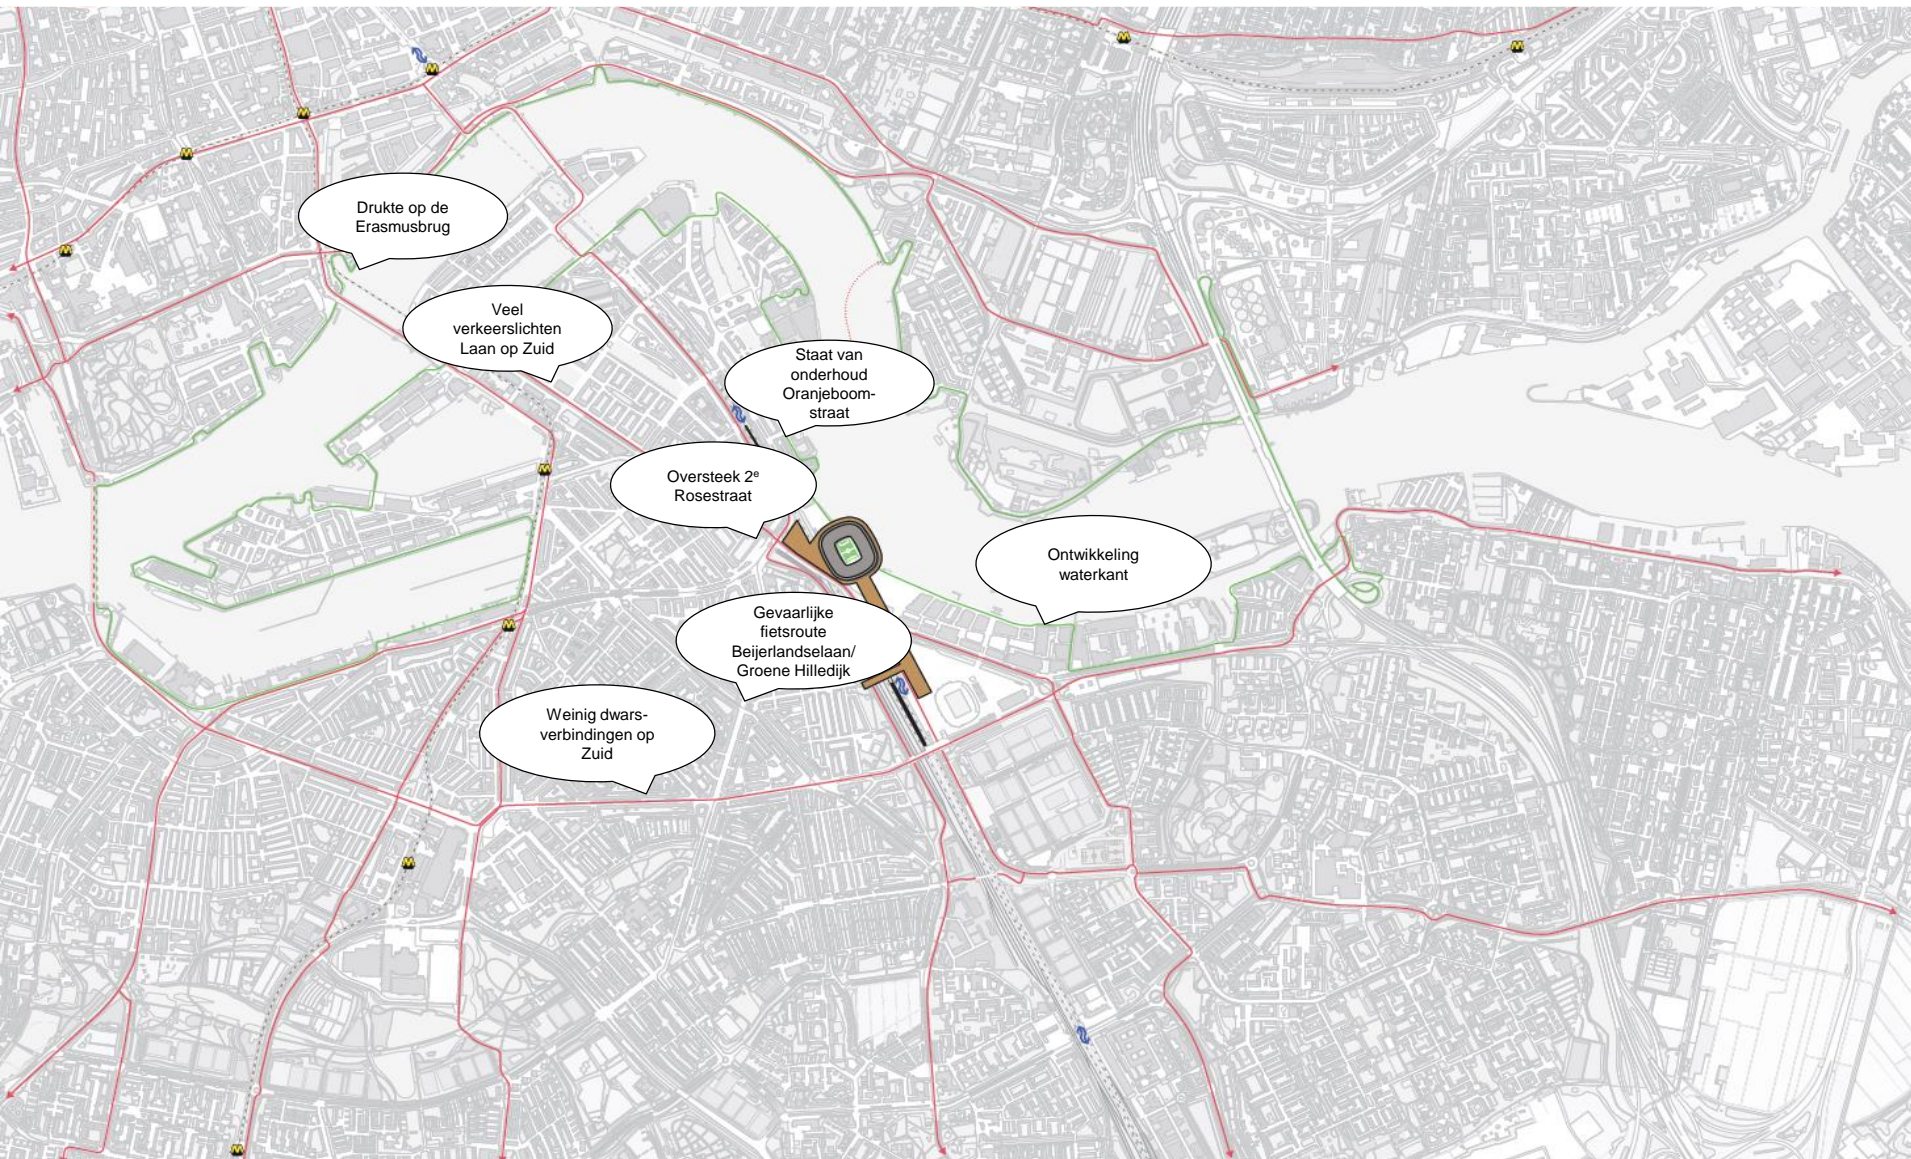 Drukte op de
Erasmusbrug
Veel
verkeerslichten
Laan op Zuid
Staat van
onderhoud
Oranjeboom-
straat
Oversteek 2e
Rosestraat
Ontwikkeling
waterkant
Gevaarlijke
fietsroute
Beijerlandselaan/
Groene Hilledijk
Weinig dwars-
verbindingen op
Zuid